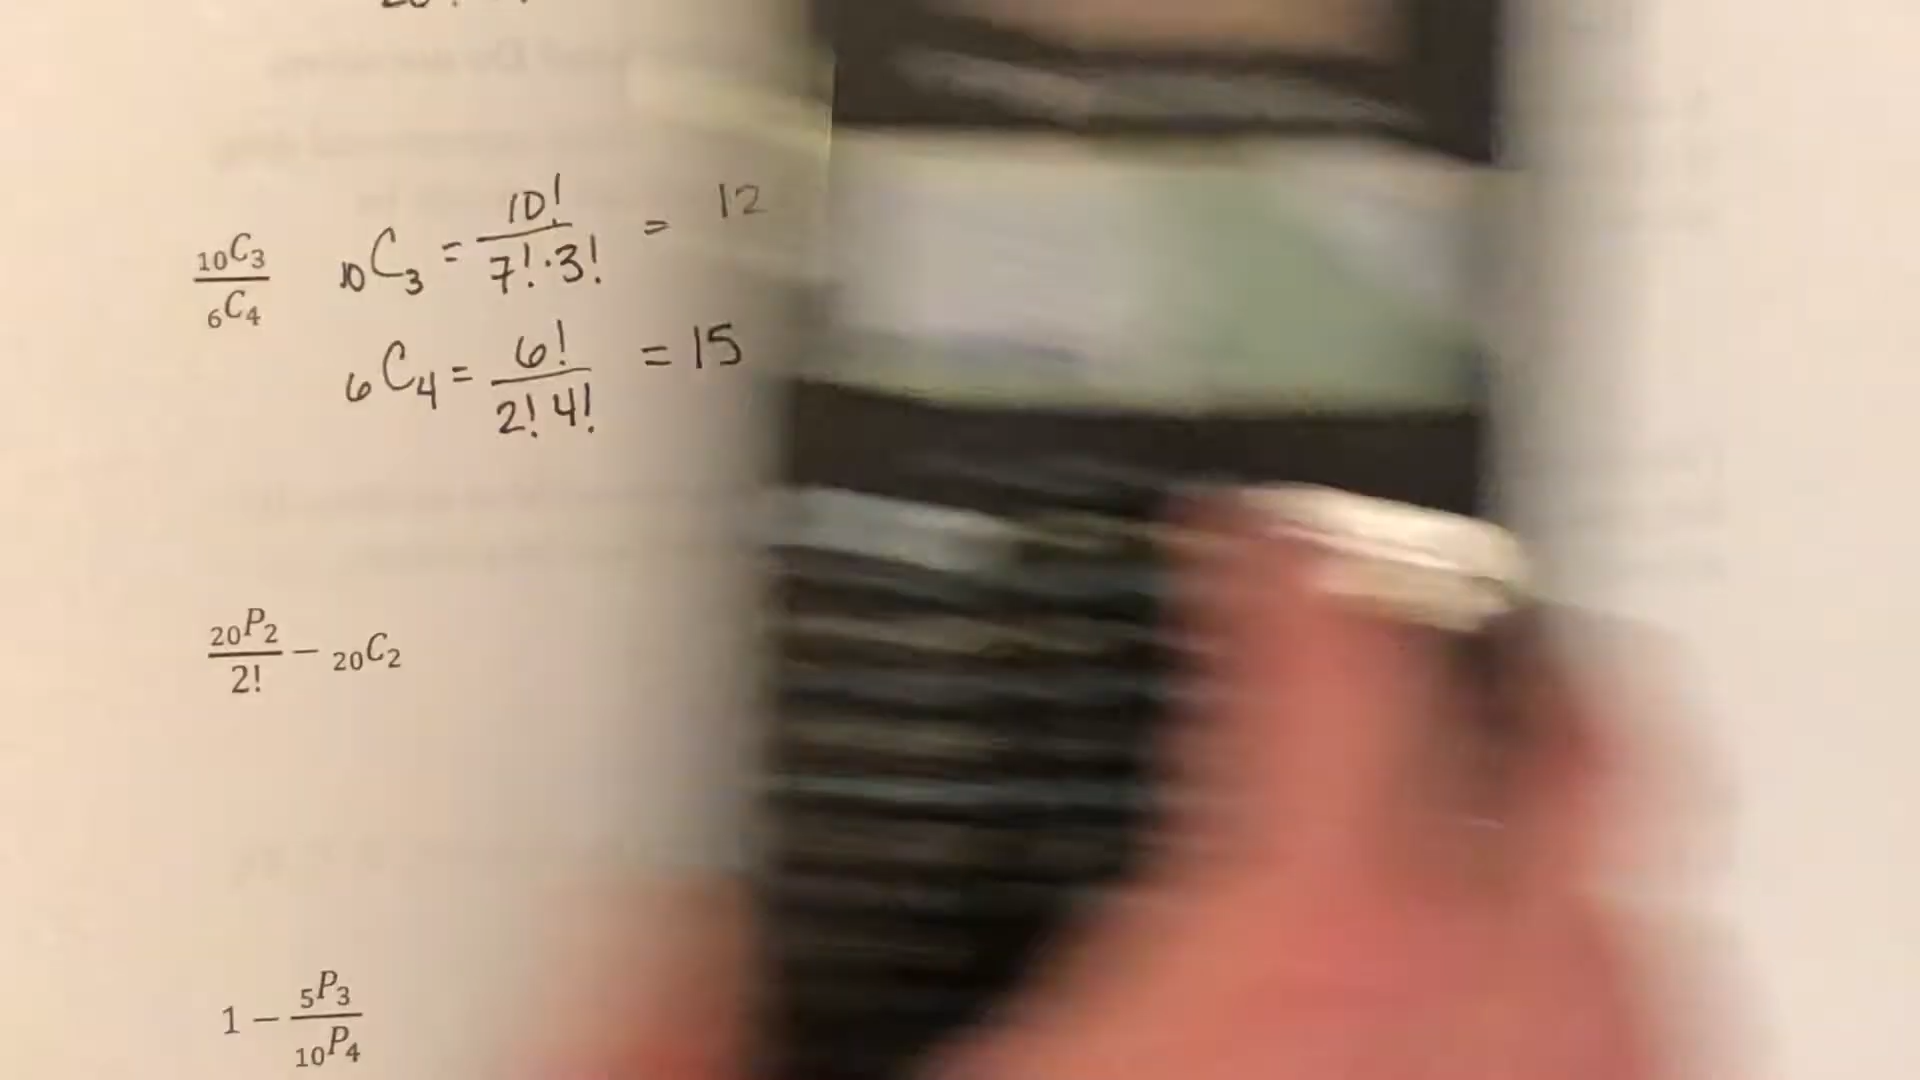 10C3 / 6C4
10C3 = 10! / 7!·3! = 12
6C4 = 6! / 2! 4! = 15
20P2 / 2! − 20C2
1 − 5P3 / 10P4